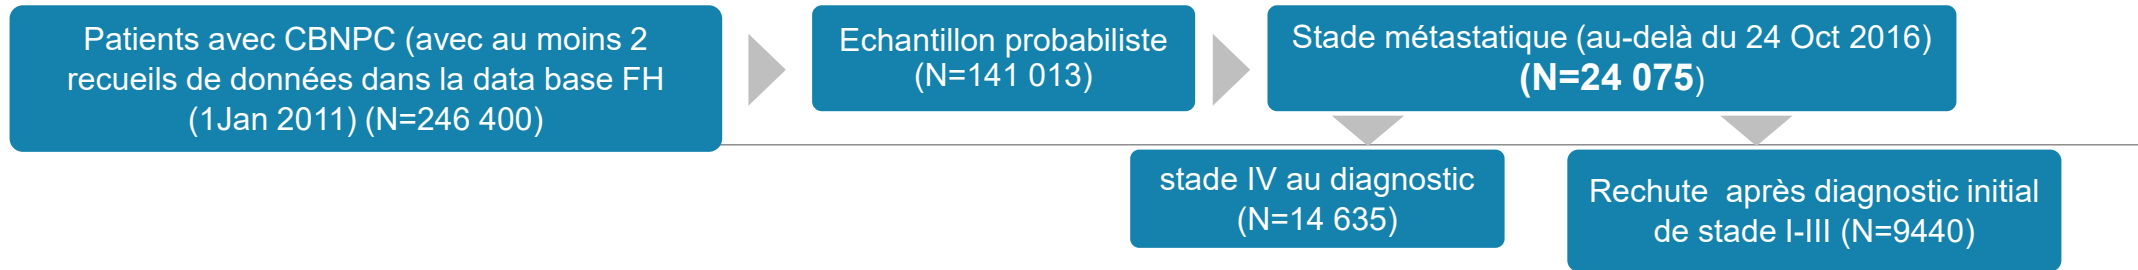 Patients avec CBNPC (avec au moins 2
recueils de données dans la data base FH
(1Jan 2011) (N=246 400)
Echantillon probabiliste
(N=141 013)
Stade métastatique (au-delà du 24 Oct 2016)
(N=24 075)
stade IV au diagnostic
(N=14 635)
Rechute  après diagnostic initial
de stade I-III (N=9440)